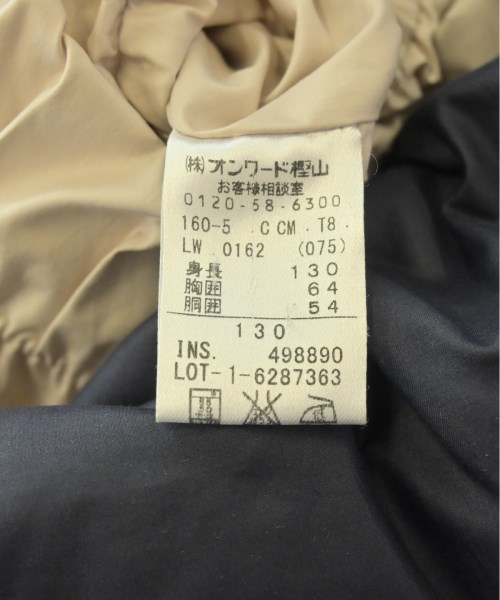 (株)オンワード樫山
お客様相談室
0120-58-6300
160-5 .CCM .T8.
LW .0162 (075)
身長 130
胸囲 64
胴囲 54
130
INS. 498890
LOT-1-6287363